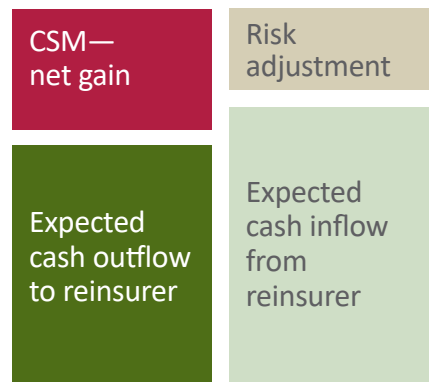 CSM—
net gain
Risk
adjustment
Expected
cash outflow
to reinsurer
Expected
cash inflow
from
reinsurer